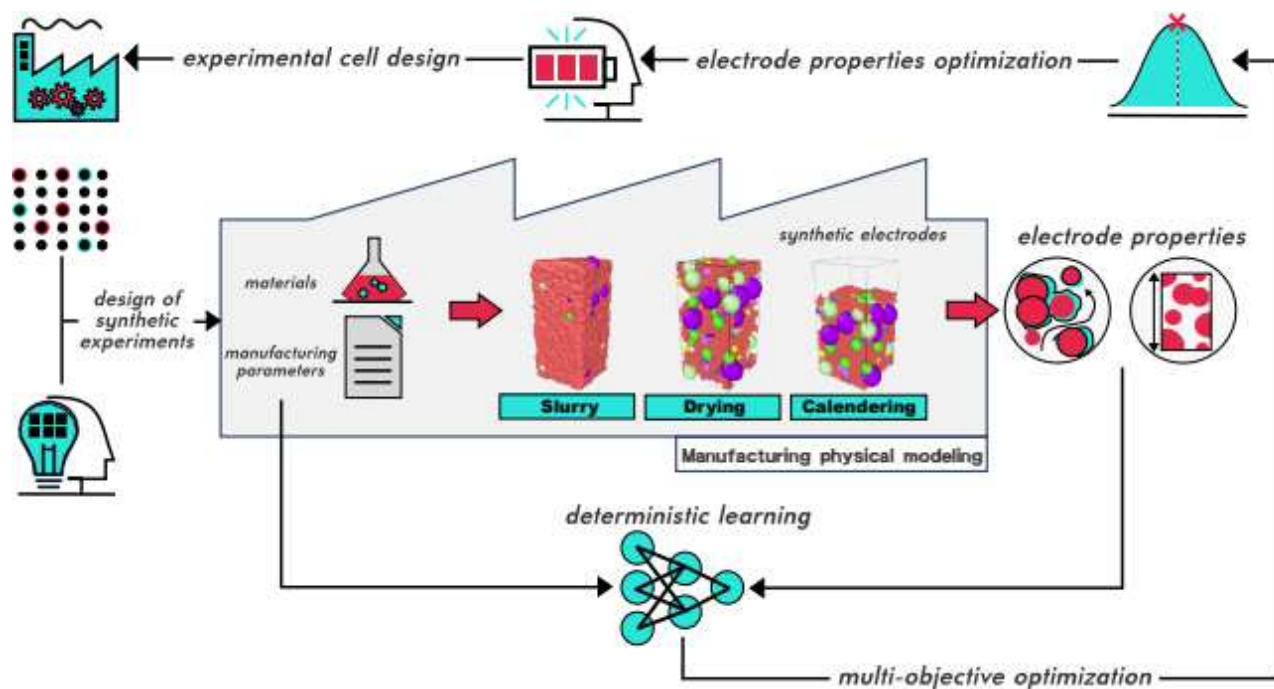 experimental cell design
electrode properties optimization
design of
synthetic
experiments
materials
manufacturing
parameters
synthetic electrodes
Slurry
Drying
Calendering
Manufacturing physical modeling
electrode properties
deterministic learning
multi-objective optimization